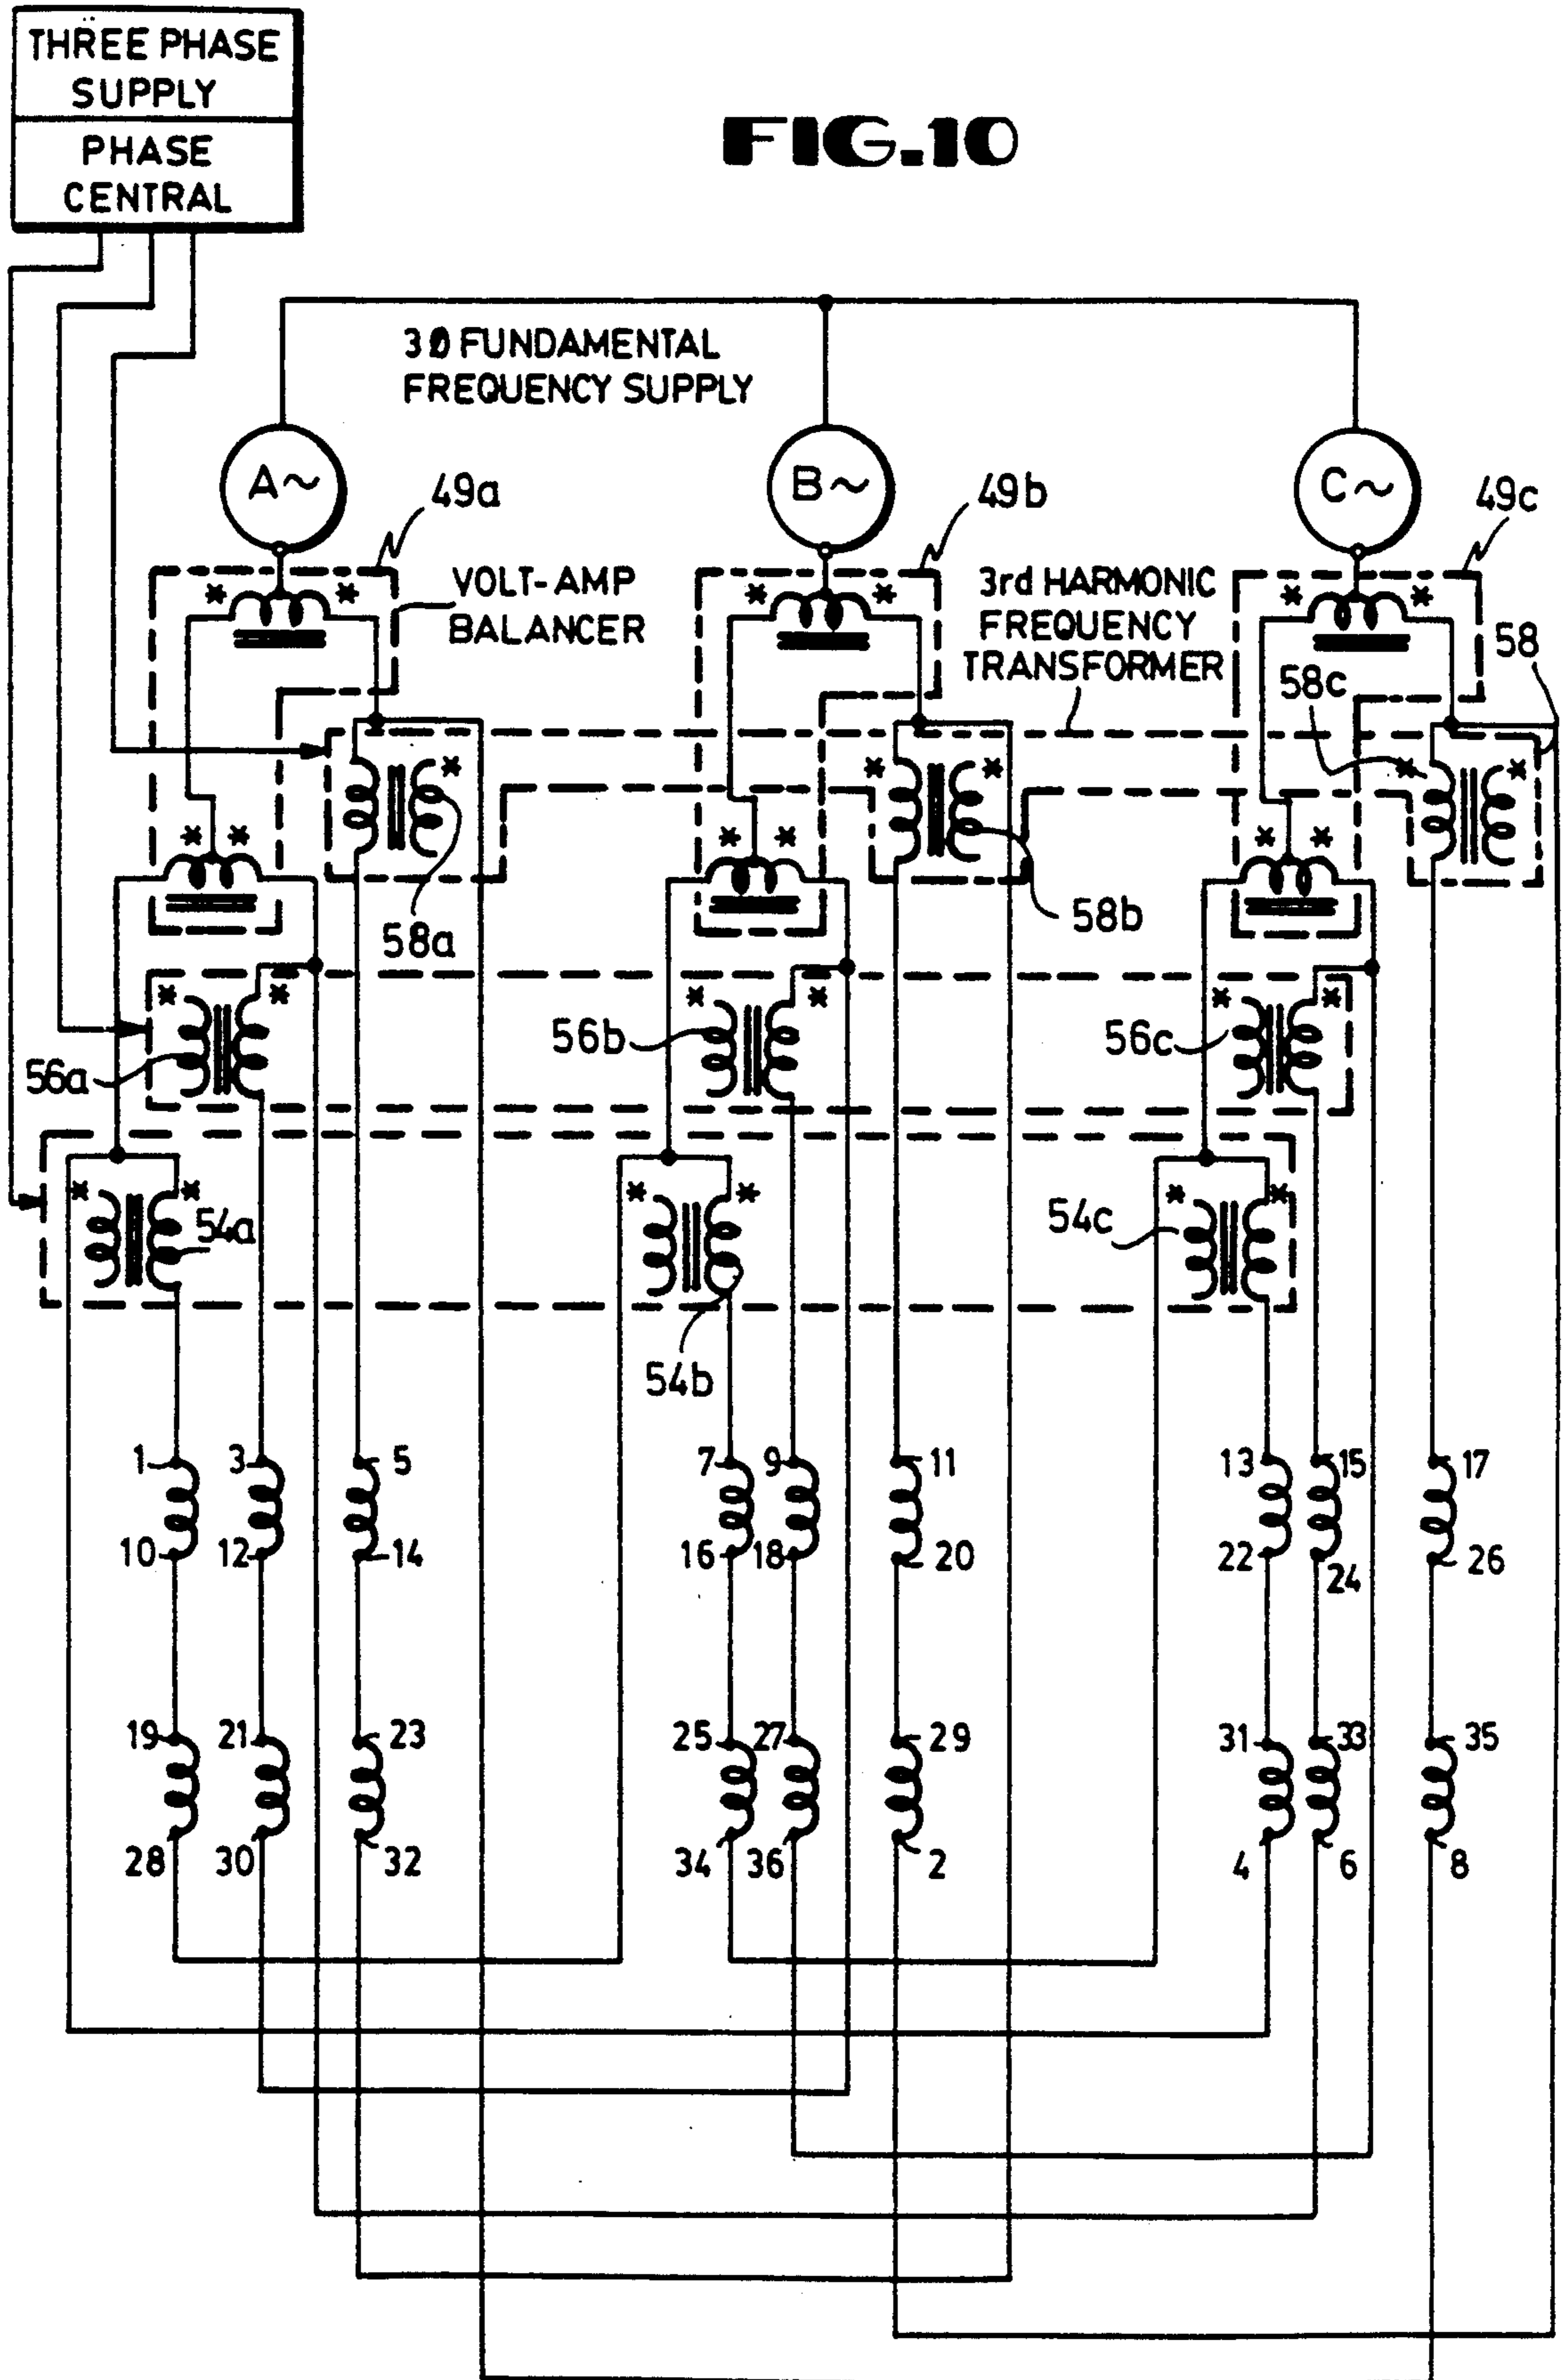 THREE PHASE
SUPPLY
PHASE
CENTRAL
FIG.10
3Ø FUNDAMENTAL
FREQUENCY SUPPLY
A~
B~
C~
49a
49b
49c
VOLT-AMP
BALANCER
3rd HARMONIC
FREQUENCY
TRANSFORMER
58
58c
* *
* *
* *
*
* *
* *
* *
* *
* *
58a
58b
* *
* *
* *
56a
56b
56c
* *
* *
* *
54a
54b
54c
1 3 5 7 9 11 13 15 17
10 12 14 16 18 20 22 24 26
19 21 23 25 27 29 31 33 35
28 30 32 34 36 2 4 6 8